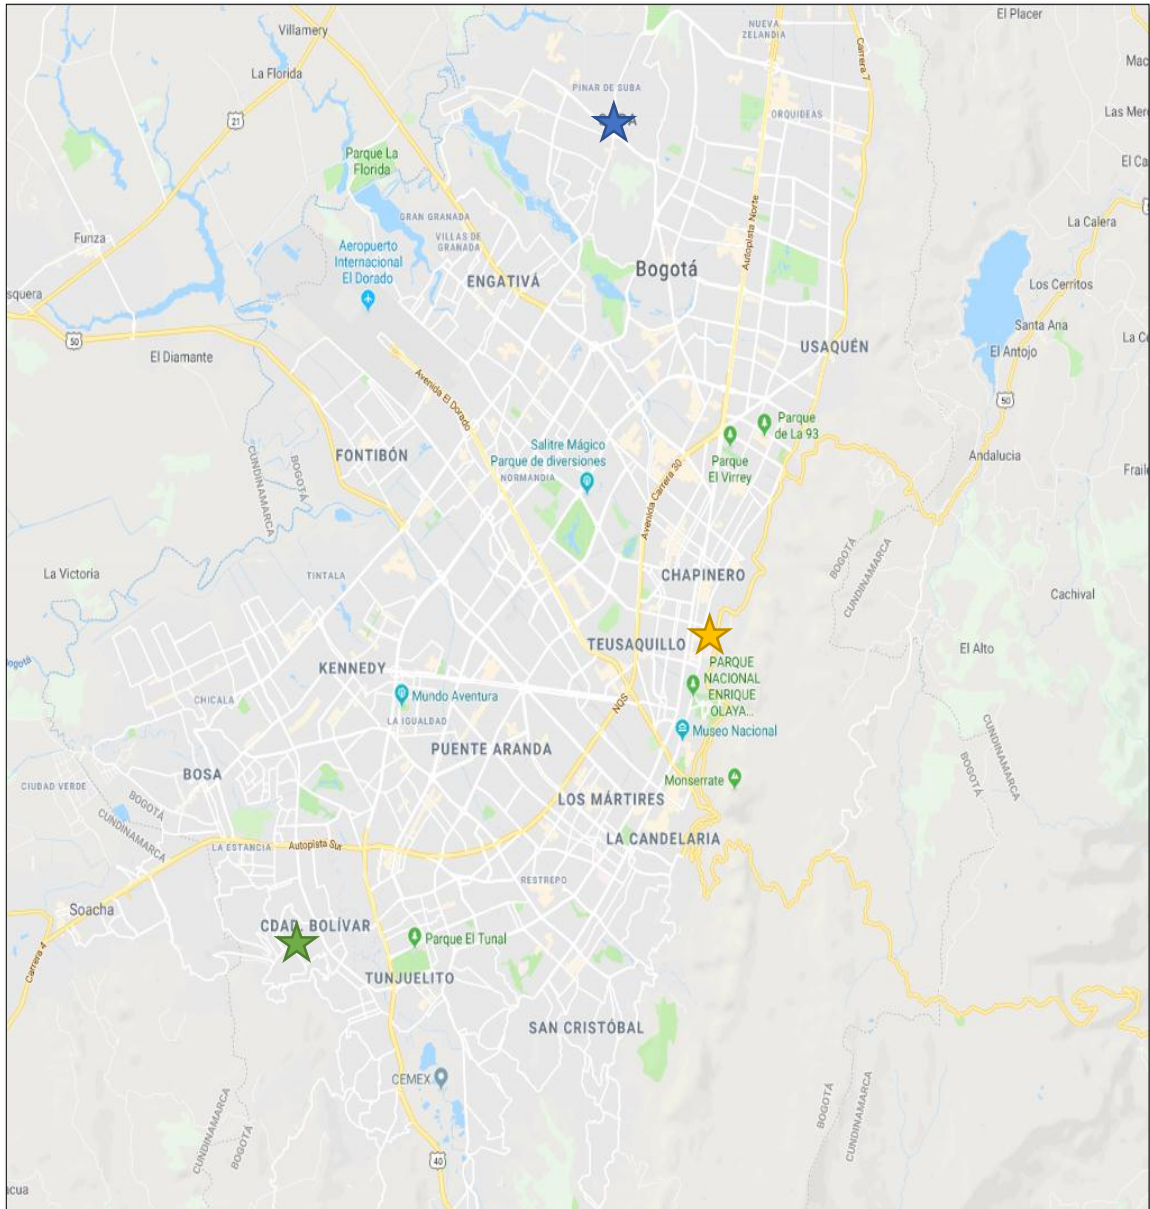 El Placer
Villamery
NUEVA
ZELANDIA
Carrera 7
La Florida
Mac
PINAR DE SUBA
Las Mer
ORQUIDEAS
21
Parque La
Florida
El Ca
GRAN GRANADA
La Calera
VILLAS DE
GRANADA
Autopista Norte
Funza
Aeropuerto
Internacional
El Dorado
ENGATIVÁ
Bogotá
squera
Los Cerritos
Santa Ana
50
USAQUÉN
El Diamante
El Antojo
La Co
Avenida El Dorado
50
Parque
de La 93
Salitre Mágico
Parque de diversiones
FONTIBÓN
Parque
El Virrey
Andalucia
NORMANDIA
Frail
CUNDINAMARCA
BOGOTÁ
Avenida Carrera 30
La Victoria
TINTALA
CHAPINERO
BOGOTÁ
CUNDINAMARCA
Cachival
TEUSAQUILLO
El Alto
ogotá
KENNEDY
PARQUE
NACIONAL
ENRIQUE
OLAYA...
Mundo Aventura
CHICALA
NQS
LA IGUALDAD
Museo Nacional
PUENTE ARANDA
CUNDINAMARCA
BOGOTÁ
BOSA
Monserrate
CIUDAD VERDE
BOGOTÁ
CUNDINAMARCA
LOS MÁRTIRES
LA CANDELARIA
LA ESTANCIA
Autopista Sur
RESTREPO
Soacha
CDAD. BOLÍVAR
Parque El Tunal
Carrera 4
TUNJUELITO
SAN CRISTÓBAL
CEMEX
CUNDINAMARCA
BOGOTÁ
BOGOTÁ
CUNDINAMARCA
40
acua